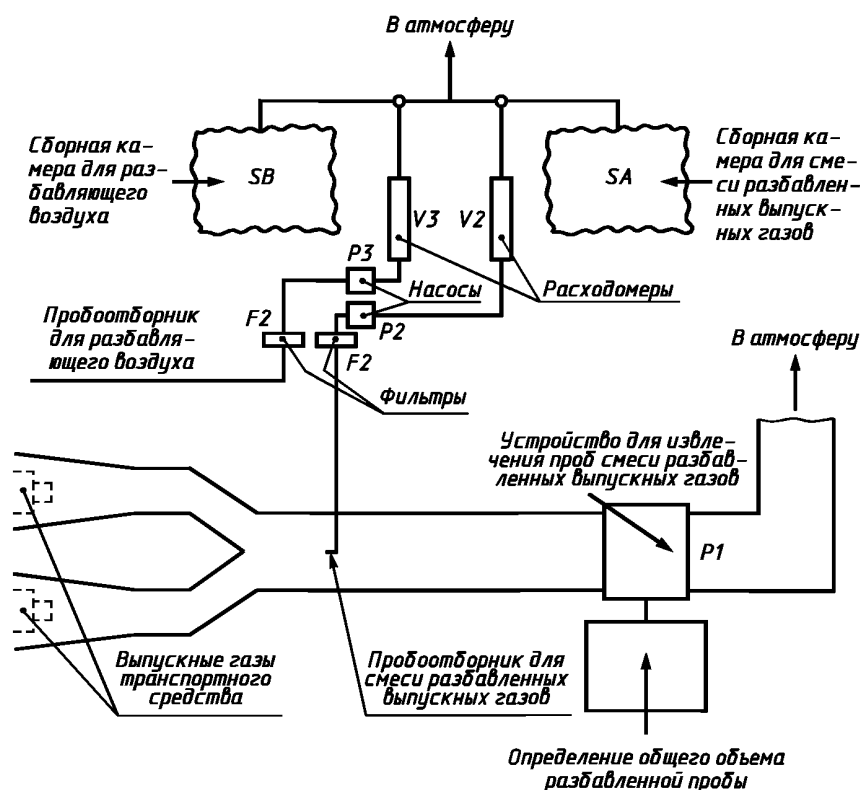 В атмосферу
Сборная ка-
мера для раз-
бавляющего
воздуха
SB
SA
Сборная ка-
мера для сме-
си разбавлен-
ных выпуск-
ных газов
V3
V2
P3
Насосы
Расходомеры
Пробоотборник
для разбавля-
ющего воздуха
F2
P2
F2
Фильтры
В атмосферу
Устройство для извле-
чения проб смеси разбав-
ленных выпускных газов
P1
Выпускные газы
транспортного
средства
Пробоотборник для
смеси разбавленных
выпускных газов
Определение общего объема
разбавленной пробы